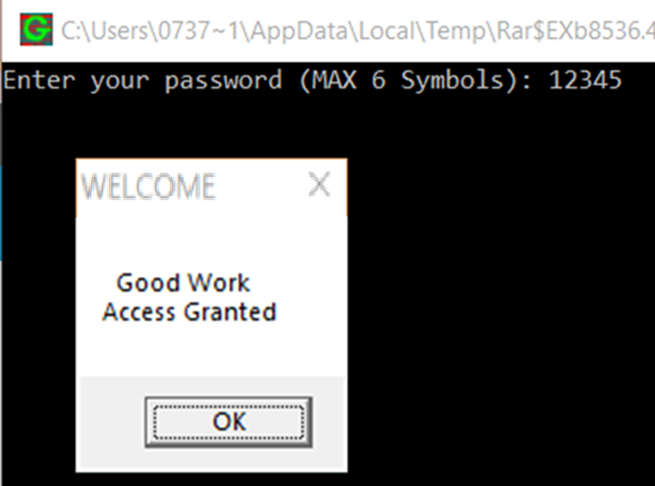 C:\Users\0737~1\AppData\Local\Temp\Rar$EXb8536.4
Enter your password (MAX 6 Symbols): 12345
WELCOME
Good Work
Access Granted
OK